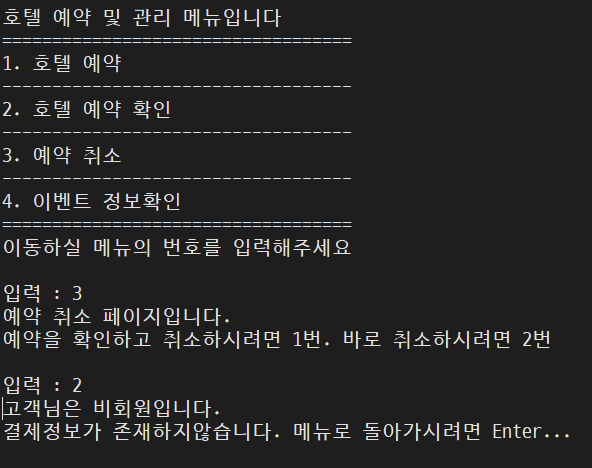 호텔 예약 및 관리 메뉴입니다
===================================
1. 호텔 예약
-----------------------------------
2. 호텔 예약 확인
-----------------------------------
3. 예약 취소
-----------------------------------
4. 이벤트 정보확인
===================================
이동하실 메뉴의 번호를 입력해주세요
입력 : 3
예약 취소 페이지입니다.
예약을 확인하고 취소하시려면 1번. 바로 취소하시려면 2번
입력 : 2
고객님은 비회원입니다.
결제정보가 존재하지않습니다. 메뉴로 돌아가시려면 Enter...